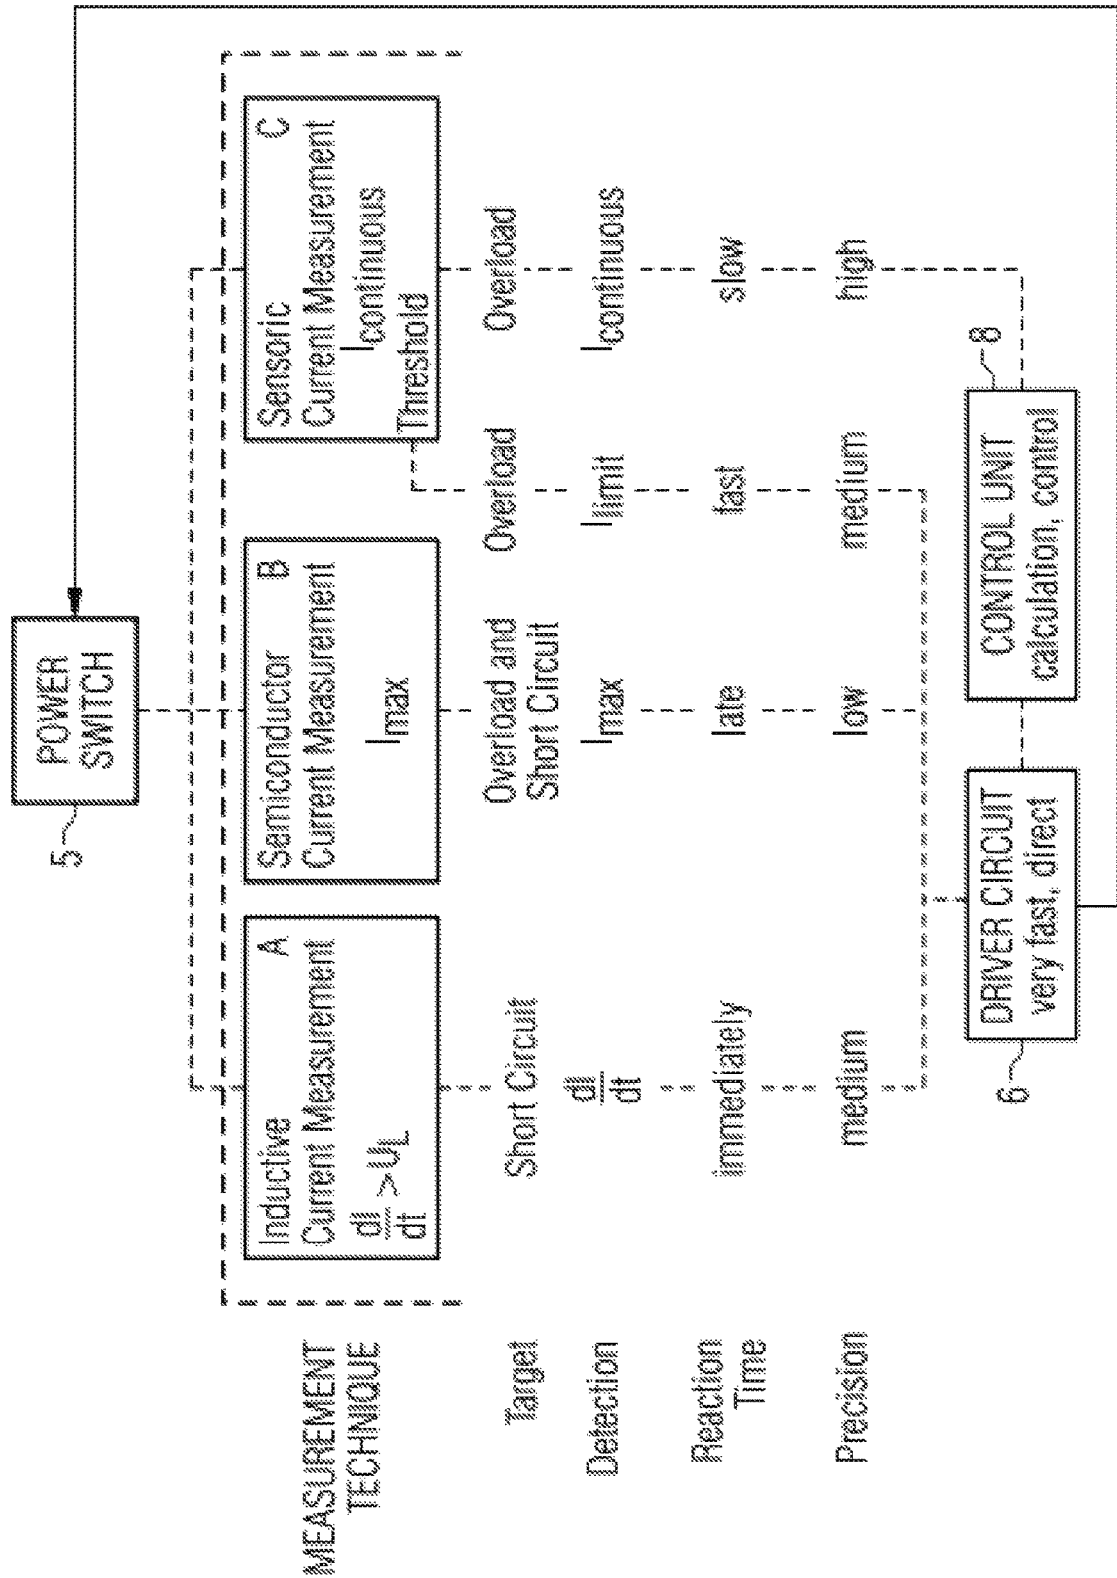 POWER
SWITCH
5
MEASUREMENT
TECHNIQUE
Inductive A
Current Measurement
dI
dt
>UL
Semiconductor B
Current Measurement
Imax
Sensoric C
Current Measurement
Icontinuous
Threshold
Target
Short Circuit
Overload and
Short Circuit
Overload
Overload
Detection
dI
dt
Imax
Ilimit
Icontinuous
Reaction
Time
immediately
late
fast
slow
Precision
medium
low
medium
high
6
DRIVER CIRCUIT
very fast, direct
CONTROL UNIT
calculation, control
8